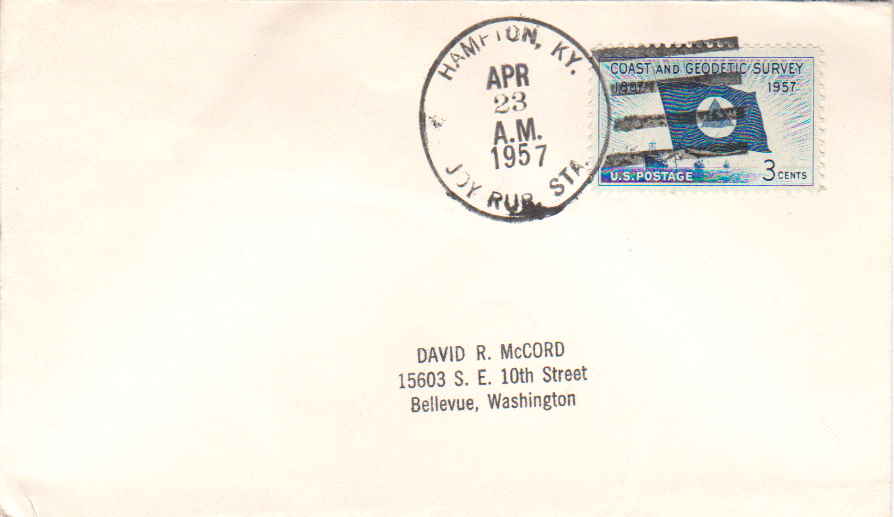 HAMPTON, KY.
APR
23
A.M.
1957
JOY RUR. STA.
COAST AND GEODETIC SURVEY
1957
U.S. POSTAGE
3 CENTS
DAVID R. McCORD
15603 S. E. 10th Street
Bellevue, Washington